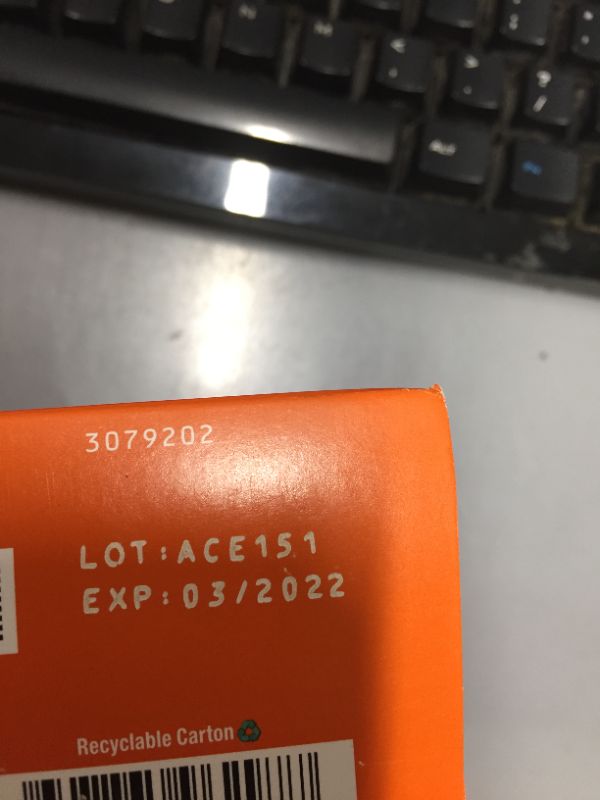 3079202
LOT:ACE151
EXP:03/2022
Recyclable Carton